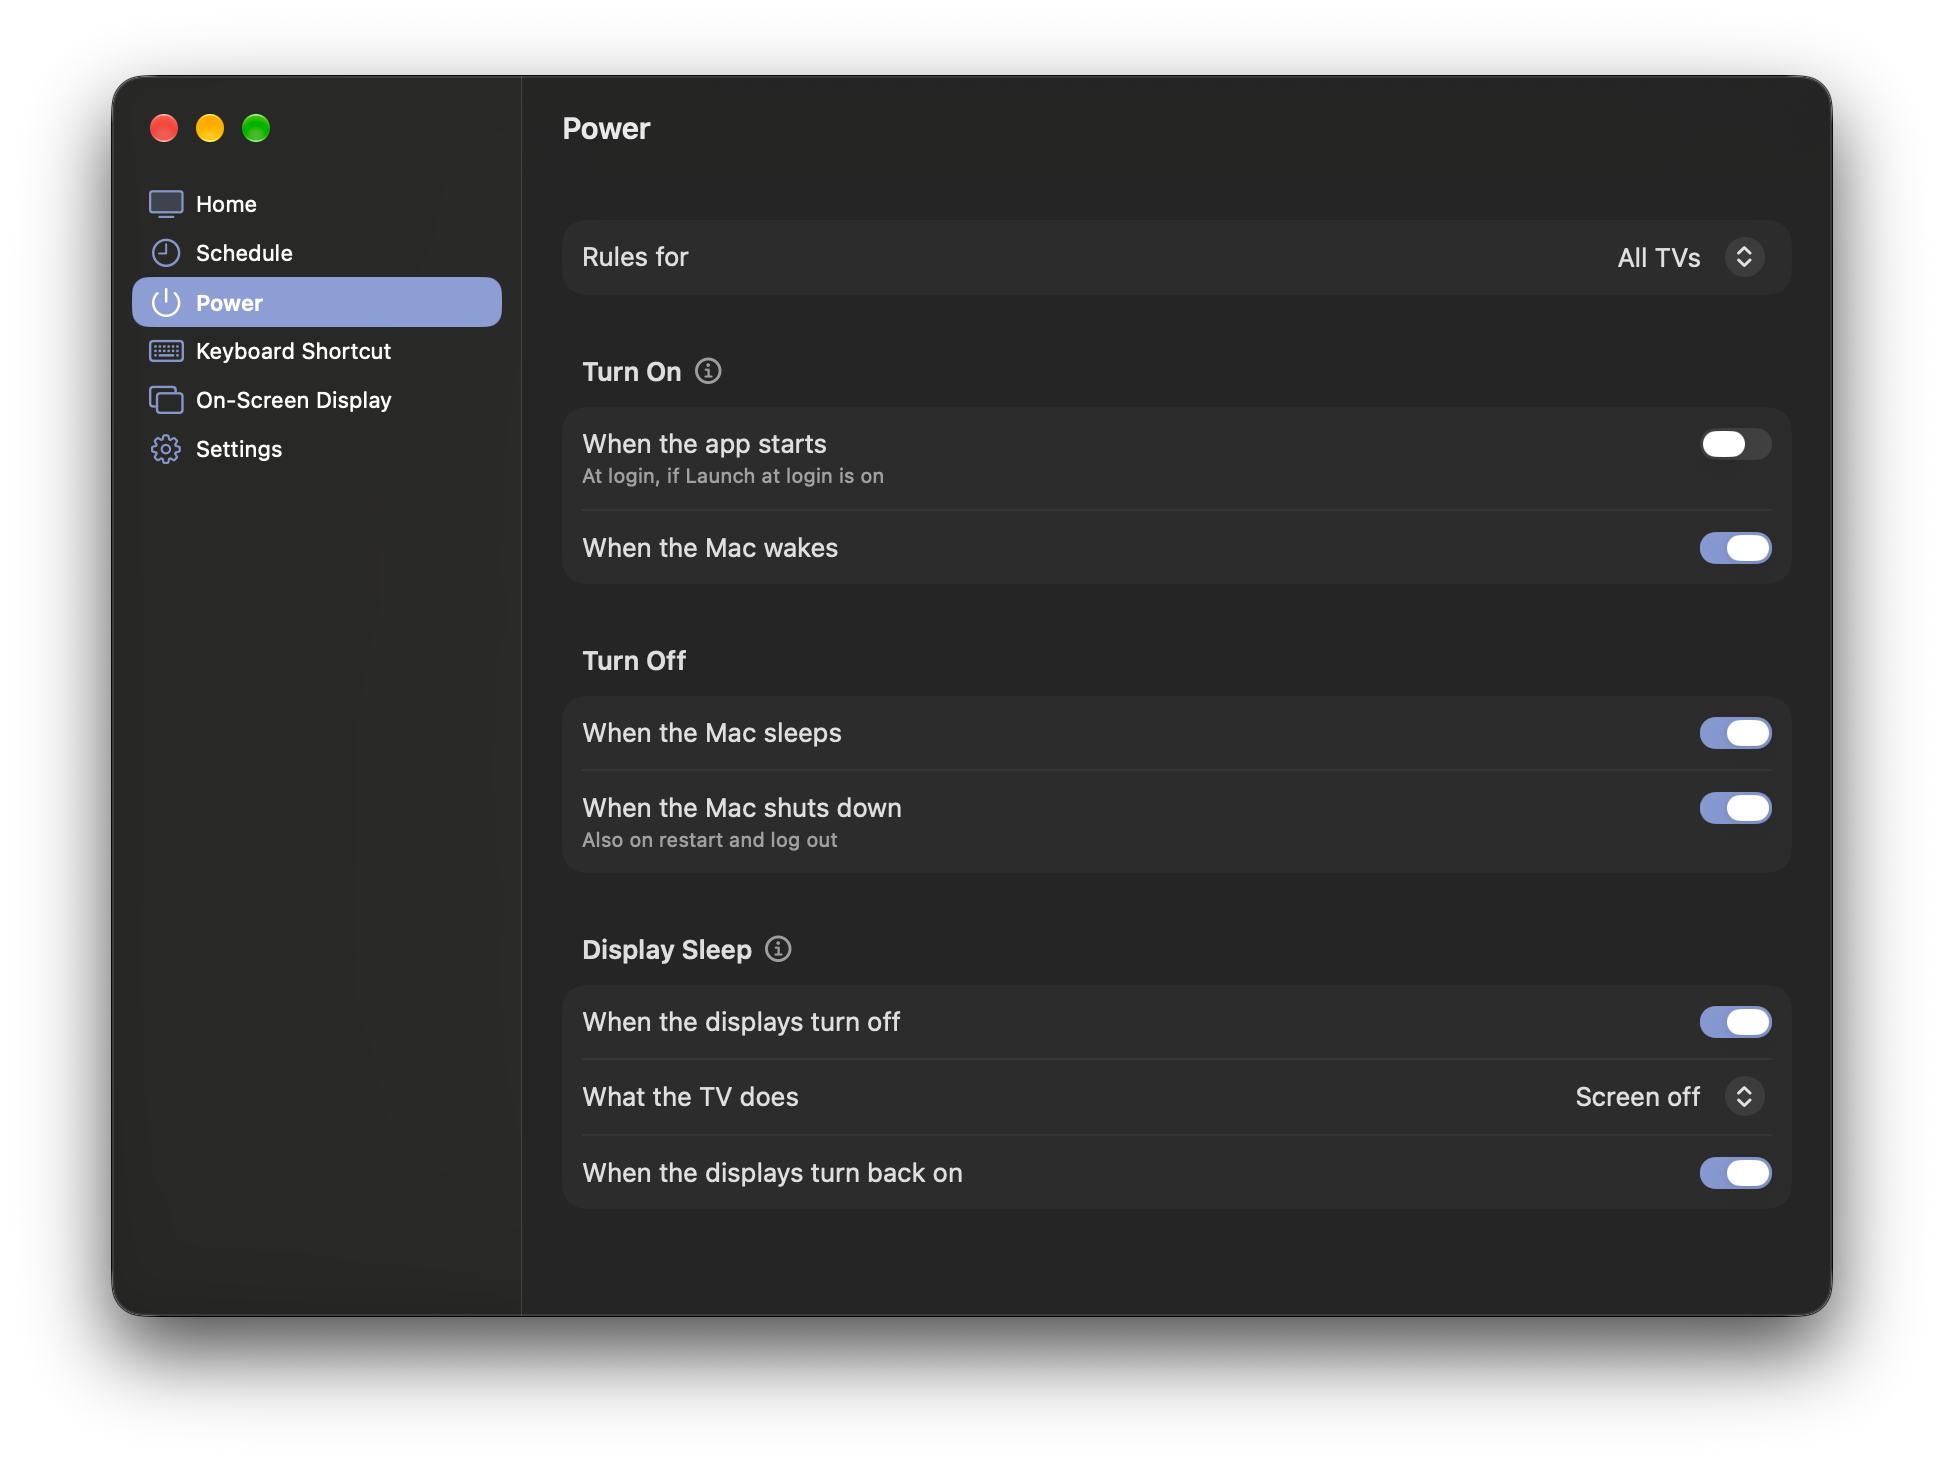 Home
Schedule
Power
Keyboard Shortcut
On-Screen Display
Settings
Power
Rules for
All TVs
Turn On
When the app starts
At login, if Launch at login is on
When the Mac wakes
Turn Off
When the Mac sleeps
When the Mac shuts down
Also on restart and log out
Display Sleep
When the displays turn off
What the TV does
Screen off
When the displays turn back on